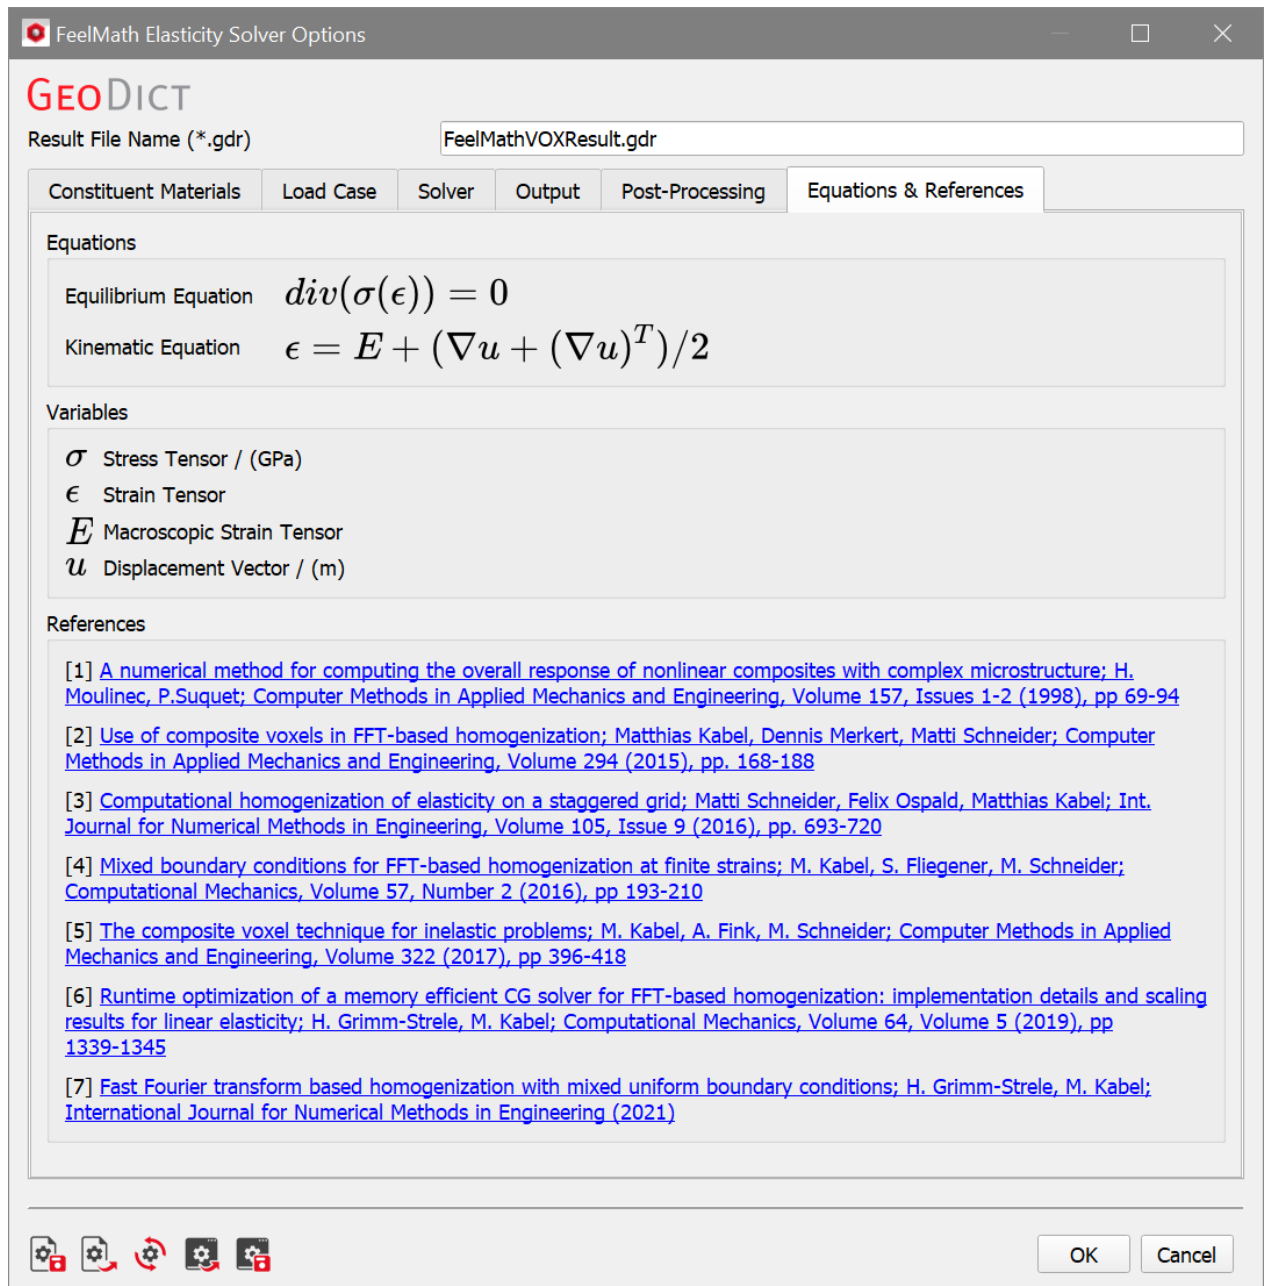 FeelMath Elasticity Solver Options
GEODICT
Result File Name (*.gdr) FeelMathVOXResult.gdr
Constituent Materials Load Case Solver Output Post-Processing Equations & References
Equations
Equilibrium Equation div(σ(ϵ)) = 0
Kinematic Equation ϵ = E + (∇u + (∇u)^T)/2
Variables
σ Stress Tensor / (GPa)
ϵ Strain Tensor
E Macroscopic Strain Tensor
u Displacement Vector / (m)
References
[1] A numerical method for computing the overall response of nonlinear composites with complex microstructure; H.
Moulinec, P.Suquet; Computer Methods in Applied Mechanics and Engineering, Volume 157, Issues 1-2 (1998), pp 69-94
[2] Use of composite voxels in FFT-based homogenization; Matthias Kabel, Dennis Merkert, Matti Schneider; Computer
Methods in Applied Mechanics and Engineering, Volume 294 (2015), pp. 168-188
[3] Computational homogenization of elasticity on a staggered grid; Matti Schneider, Felix Ospald, Matthias Kabel; Int.
Journal for Numerical Methods in Engineering, Volume 105, Issue 9 (2016), pp. 693-720
[4] Mixed boundary conditions for FFT-based homogenization at finite strains; M. Kabel, S. Fliegener, M. Schneider;
Computational Mechanics, Volume 57, Number 2 (2016), pp 193-210
[5] The composite voxel technique for inelastic problems; M. Kabel, A. Fink, M. Schneider; Computer Methods in Applied
Mechanics and Engineering, Volume 322 (2017), pp 396-418
[6] Runtime optimization of a memory efficient CG solver for FFT-based homogenization: implementation details and scaling
results for linear elasticity; H. Grimm-Strele, M. Kabel; Computational Mechanics, Volume 64, Volume 5 (2019), pp
1339-1345
[7] Fast Fourier transform based homogenization with mixed uniform boundary conditions; H. Grimm-Strele, M. Kabel;
International Journal for Numerical Methods in Engineering (2021)
OK Cancel